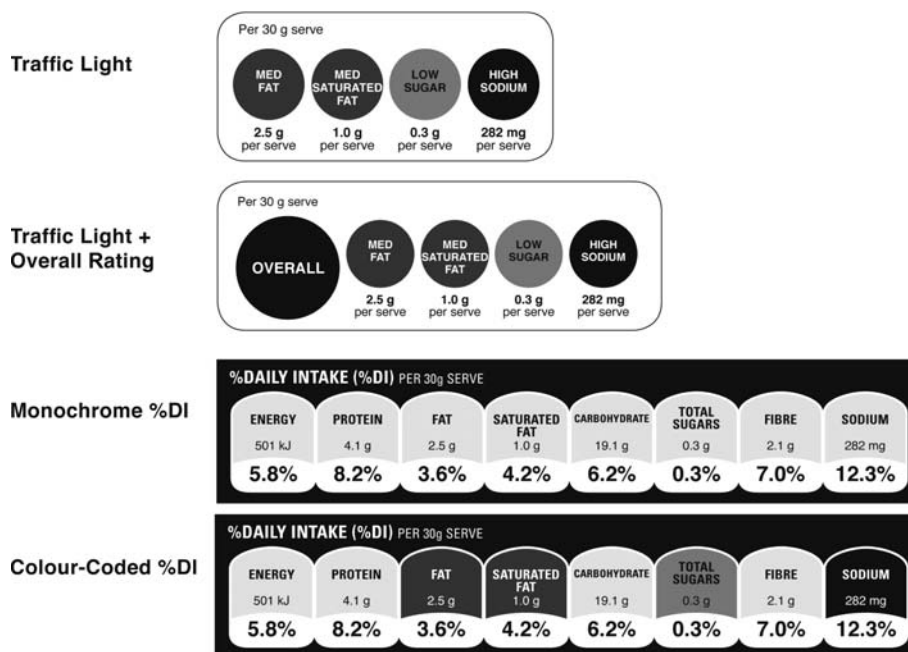 Traffic Light
Per 30 g serve
MED FAT
MED SATURATED FAT
LOW SUGAR
HIGH SODIUM
2.5 g per serve
1.0 g per serve
0.3 g per serve
282 mg per serve
Traffic Light +
Overall Rating
Per 30 g serve
OVERALL
MED FAT
MED SATURATED FAT
LOW SUGAR
HIGH SODIUM
2.5 g per serve
1.0 g per serve
0.3 g per serve
282 mg per serve
Monochrome %DI
%DAILY INTAKE (%DI) PER 30g SERVE
ENERGY PROTEIN FAT SATURATED FAT CARBOHYDRATE TOTAL SUGARS FIBRE SODIUM
501 kJ 4.1 g 2.5 g 1.0 g 19.1 g 0.3 g 2.1 g 282 mg
5.8% 8.2% 3.6% 4.2% 6.2% 0.3% 7.0% 12.3%
Colour-Coded %DI
%DAILY INTAKE (%DI) PER 30g SERVE
ENERGY PROTEIN FAT SATURATED FAT CARBOHYDRATE TOTAL SUGARS FIBRE SODIUM
501 kJ 4.1 g 2.5 g 1.0 g 19.1 g 0.3 g 2.1 g 282 mg
5.8% 8.2% 3.6% 4.2% 6.2% 0.3% 7.0% 12.3%